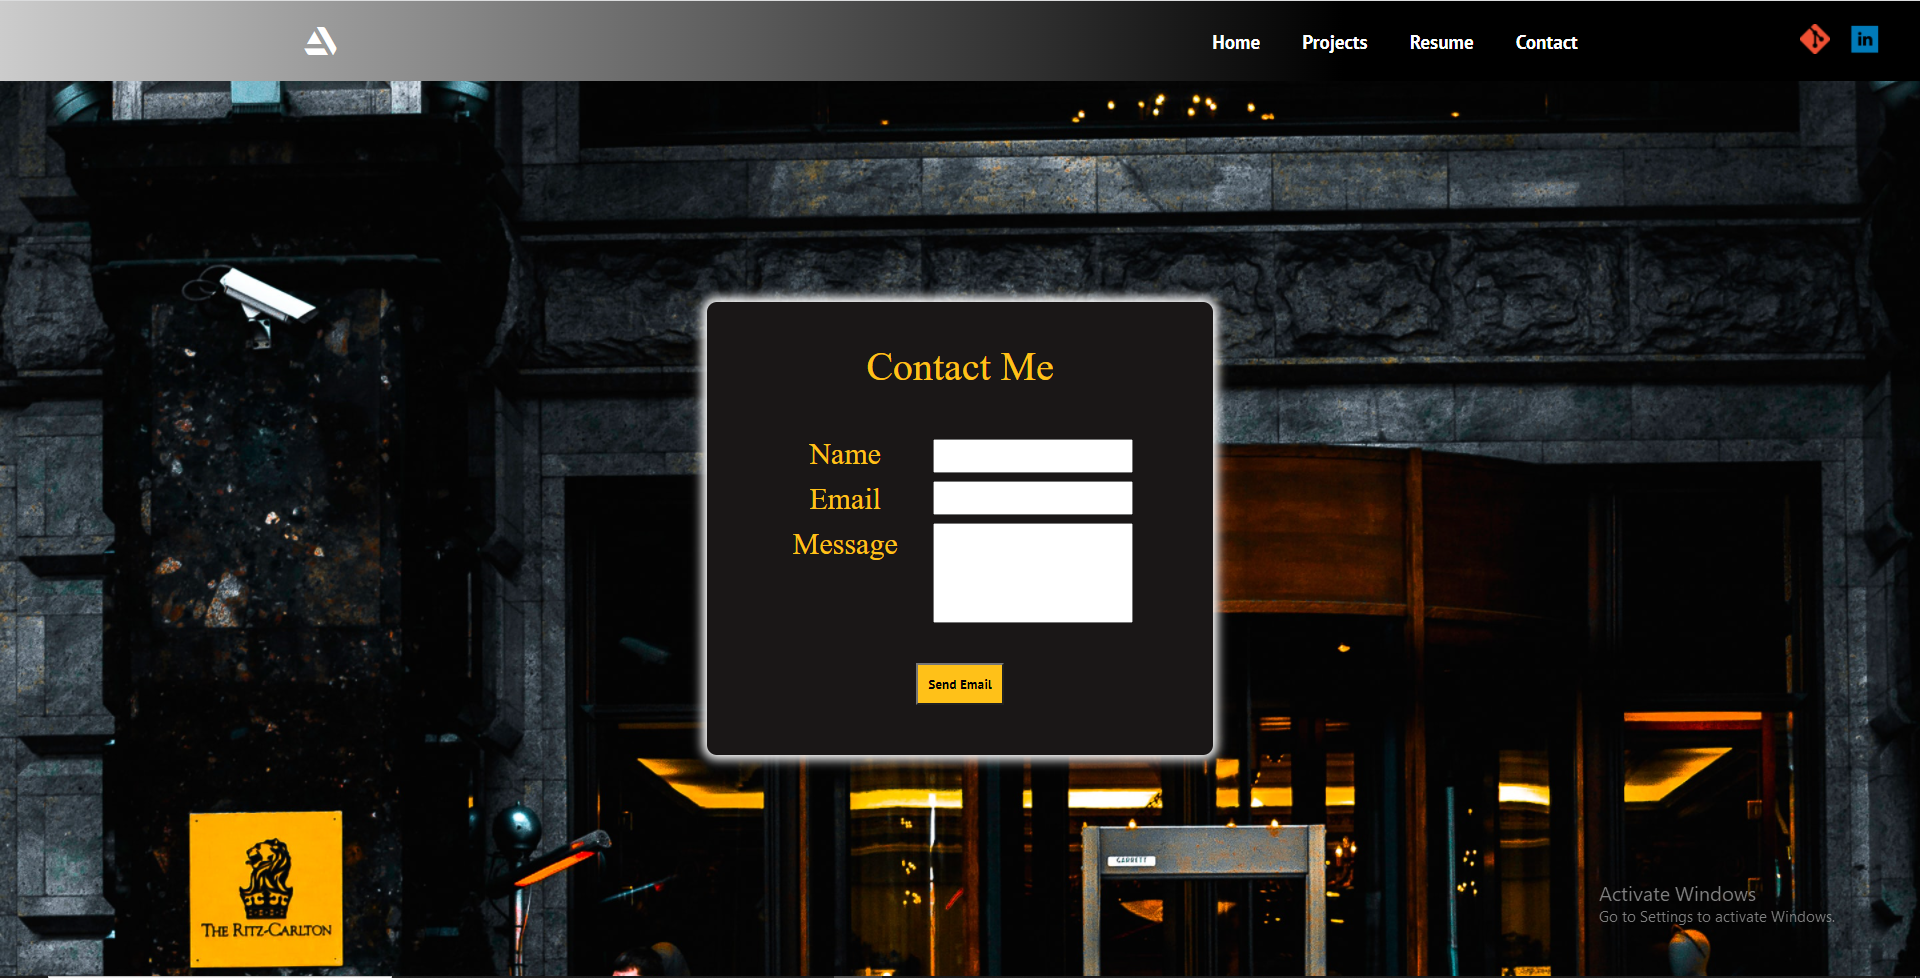 Home Projects Resume Contact
in
Contact Me
Name
Email
Message
Send Email
THE RITZ-CARLTON
GARRETT
Activate Windows
Go to Settings to activate Windows.